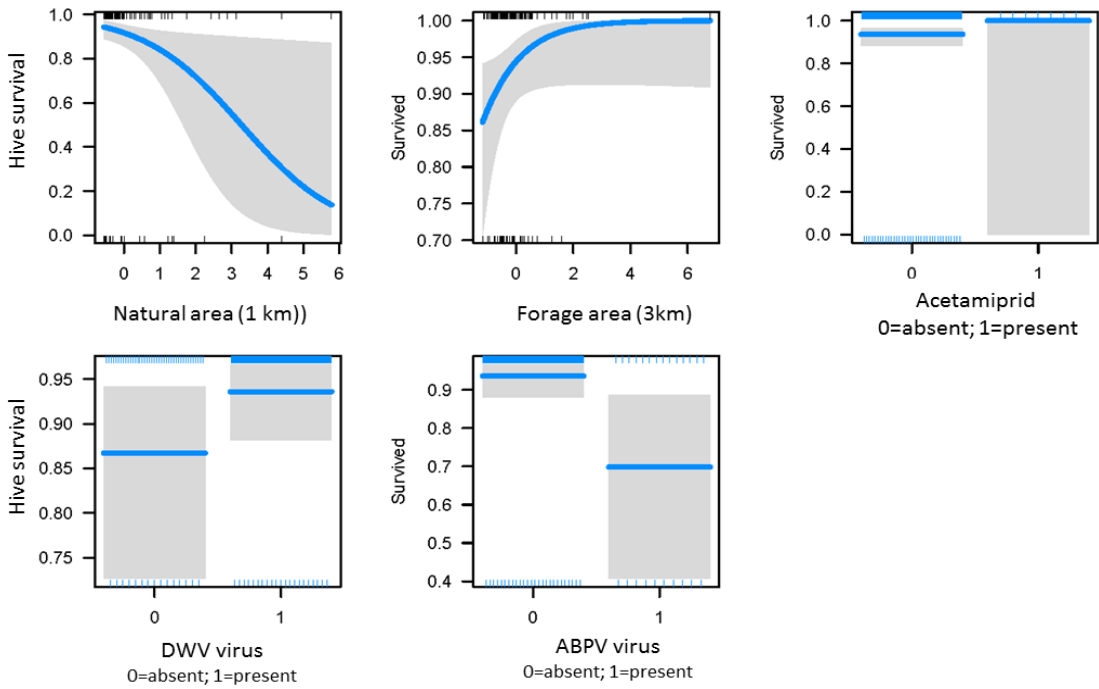 Hive survival
1.0
0.8
0.6
0.4
0.2
0.0
0 1 2 3 4 5 6
Natural area (1 km))
Survived
1.00
0.95
0.90
0.85
0.80
0.75
0.70
0 2 4 6
Forage area (3km)
Survived
1.0
0.8
0.6
0.4
0.2
0.0
0 1
Acetamiprid
0=absent; 1=present
Hive survival
0.95
0.90
0.85
0.80
0.75
0 1
DWV virus
0=absent; 1=present
Survived
0.9
0.8
0.7
0.6
0.5
0.4
0 1
ABPV virus
0=absent; 1=present